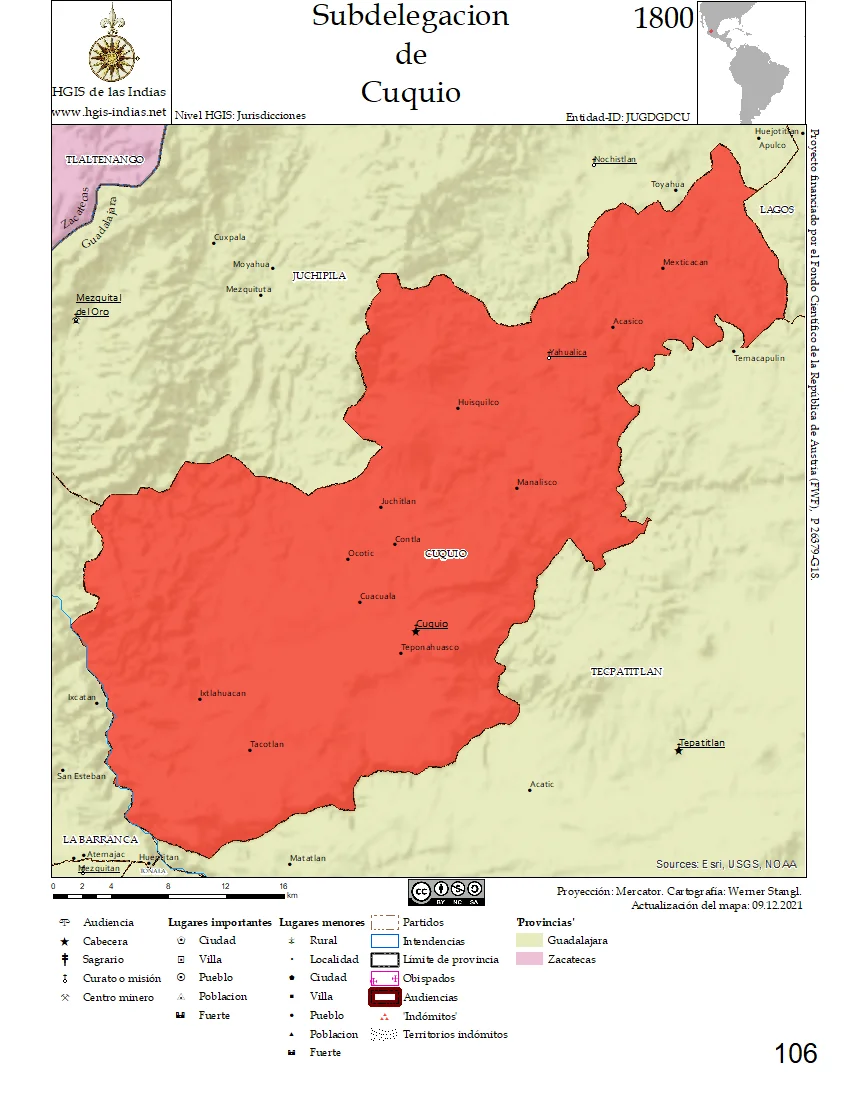 Subdelegacion
de
Cuquio
1800
HGIS de las Indias
www.hgis-indias.net
Nivel HGIS: Jurisdicciones
Entidad-ID: JUGDGDCU
TLALTENANGO
Zacatecas
Guadalajara
Nochistlan
Huejotitlan
Apulco
Toyahua
LAGOS
Cuxpala
Moyahua
JUCHIPILA
Mezquituta
Mexticacan
Mezquital
del Oro
Acasico
Yahualica
Temacapulin
Huisquilco
Manalisco
Juchitlan
Contla
Ocotic
CUQUIO
Cuacuala
Cuquio
Teponahuasco
TECPATITLAN
Ixcatan
Ixtlahuacan
Tacotlan
Tepatitlan
San Esteban
Acatic
LA BARRANCA
Atemajac
Huentitan
Mezquitan
TONALA
Matatlan
Sources: Esri, USGS, NOAA
Proyecto financiado por el Fondo Científico de la República de Austria (FWF), P 26379-G18.
0 2 4 8 12 16
km
CC BY NC SA
Proyección: Mercator. Cartografía: Werner Stangl.
Actualización del mapa: 09.12.2021
Audiencia
Cabecera
Sagrario
Curato o misión
Centro minero
Lugares importantes
Ciudad
Villa
Pueblo
Poblacion
Fuerte
Lugares menores
Rural
Localidad
Ciudad
Villa
Pueblo
Poblacion
Fuerte
Partidos
Intendencias
Límite de provincia
Obispados
Audiencias
'Indómitos'
Territorios indómitos
'Provincias'
Guadalajara
Zacatecas
106